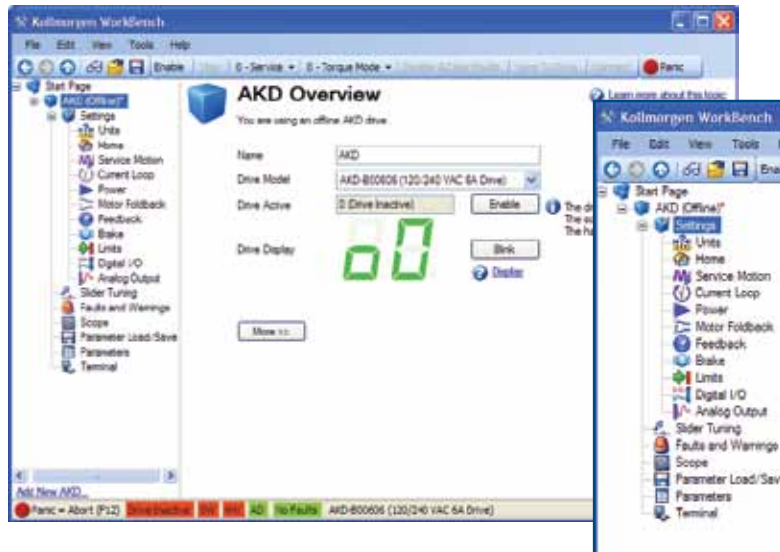 Kollmorgen WorkBench
File Edit View Tools Help
Enable 0 - Service 0 - Torque Mode Panic
Start Page
AKD (Offline)*
Settings
Units
Home
Service Motion
Current Loop
Power
Motor Foldback
Feedback
Brake
Limits
Digital I/O
Analog Output
Slider Tuning
Faults and Warnings
Scope
Parameter Load/Save
Parameters
Terminal
Add New AKD...
AKD Overview
Learn more about this topic
You are using an offline AKD drive
Name AKD
Drive Model AKD-B00606 (120/240 VAC 6A Drive)
Drive Active 0 (Drive Inactive) Enable
The
The
The
Drive Display o0 Blink
Display
More >>
Panic = Abort (F12) Drive Inactive SW HW AD No Faults AKD-B00606 (120/240 VAC 6A Drive)
Kollmorgen WorkBench
File Edit View Tools
Start Page
AKD (Offline)*
Settings
Units
Home
Service Motion
Current Loop
Power
Motor Foldback
Feedback
Brake
Limits
Digital I/O
Analog Output
Slider Tuning
Faults and Warnings
Scope
Parameter Load/Sav
Parameters
Terminal